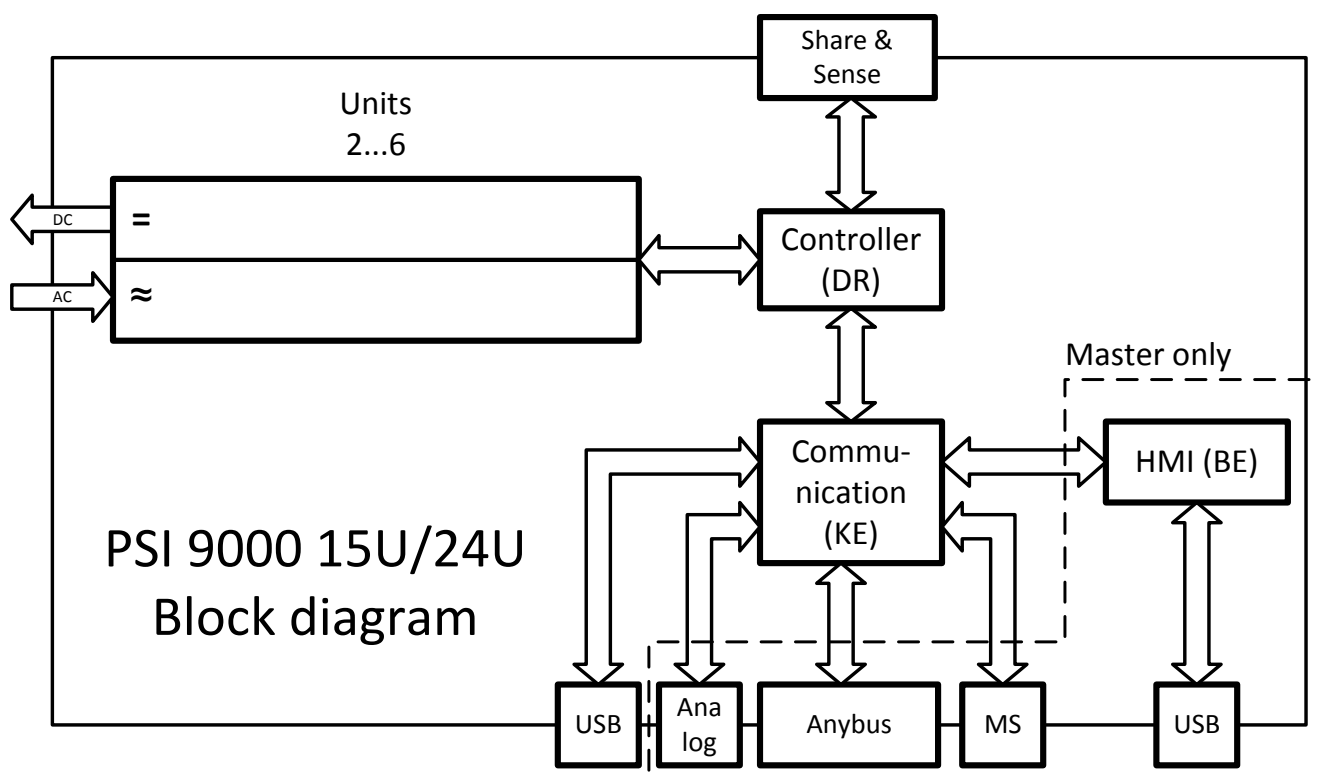 Share &
Sense
Units
2...6
DC
=
AC
≈
Controller
(DR)
Master only
Commu-
nication
(KE)
HMI (BE)
PSI 9000 15U/24U
Block diagram
USB
Ana
log
Anybus
MS
USB